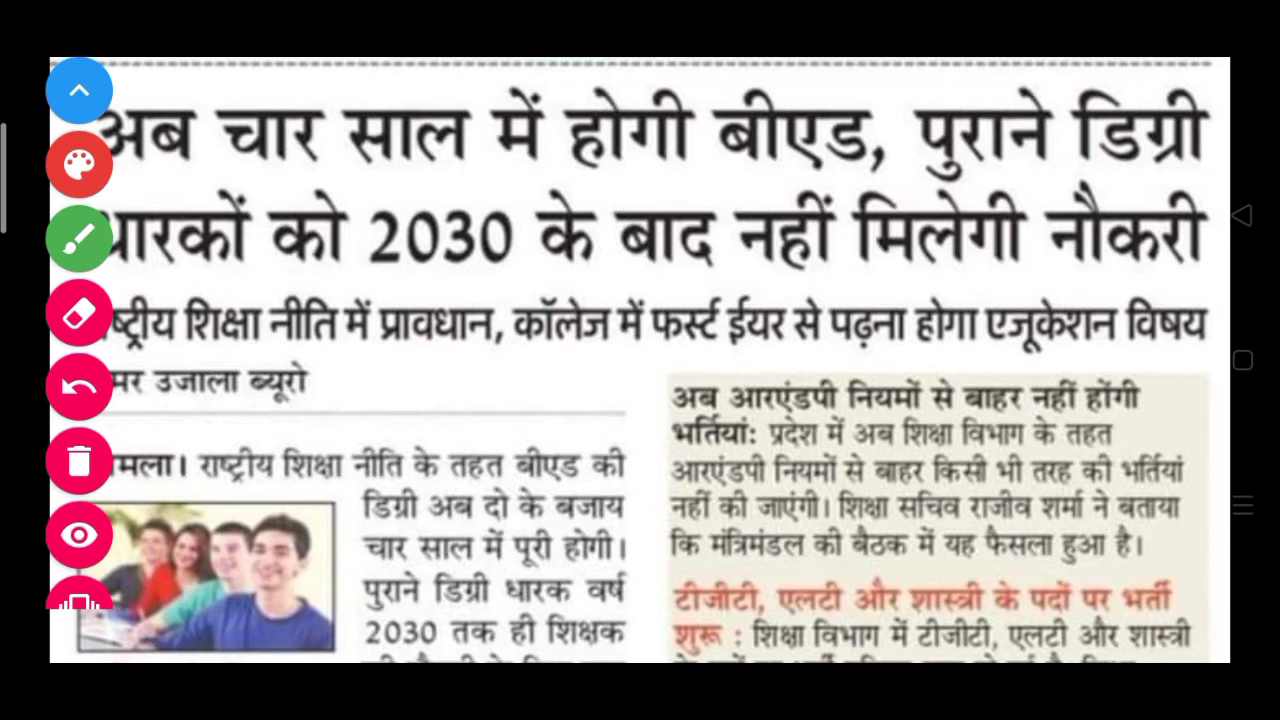 अब चार साल में होगी बीएड, पुराने डिग्री
धारकों को 2030 के बाद नहीं मिलेगी नौकरी
राष्ट्रीय शिक्षा नीति में प्रावधान, कॉलेज में फर्स्ट ईयर से पढ़ना होगा एजूकेशन विषय
अमर उजाला ब्यूरो
शिमला। राष्ट्रीय शिक्षा नीति के तहत बीएड की
डिग्री अब दो के बजाय
चार साल में पूरी होगी।
पुराने डिग्री धारक वर्ष
2030 तक ही शिक्षक
अब आरएंडपी नियमों से बाहर नहीं होंगी
भर्तियां: प्रदेश में अब शिक्षा विभाग के तहत
आरएंडपी नियमों से बाहर किसी भी तरह की भर्तियां
नहीं की जाएंगी। शिक्षा सचिव राजीव शर्मा ने बताया
कि मंत्रिमंडल की बैठक में यह फैसला हुआ है।
टीजीटी, एलटी और शास्त्री के पदों पर भर्ती
शुरू : शिक्षा विभाग में टीजीटी, एलटी और शास्त्री